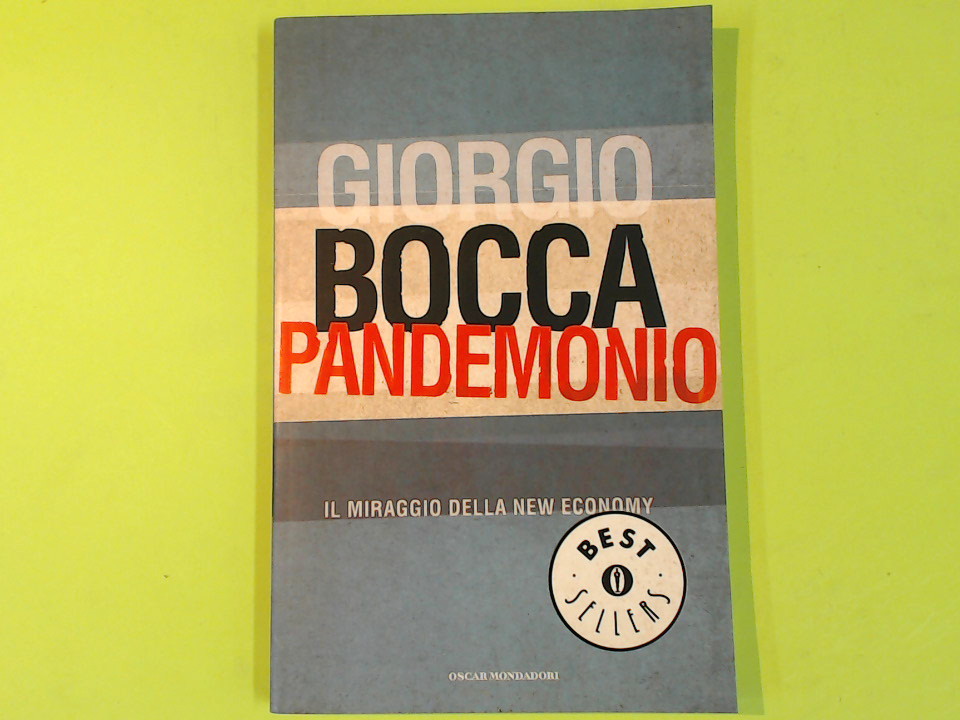 GIORGIO
BOCCA
PANDEMONIO
IL MIRAGGIO DELLA NEW ECONOMY
BEST
SELLERS
OSCAR MONDADORI